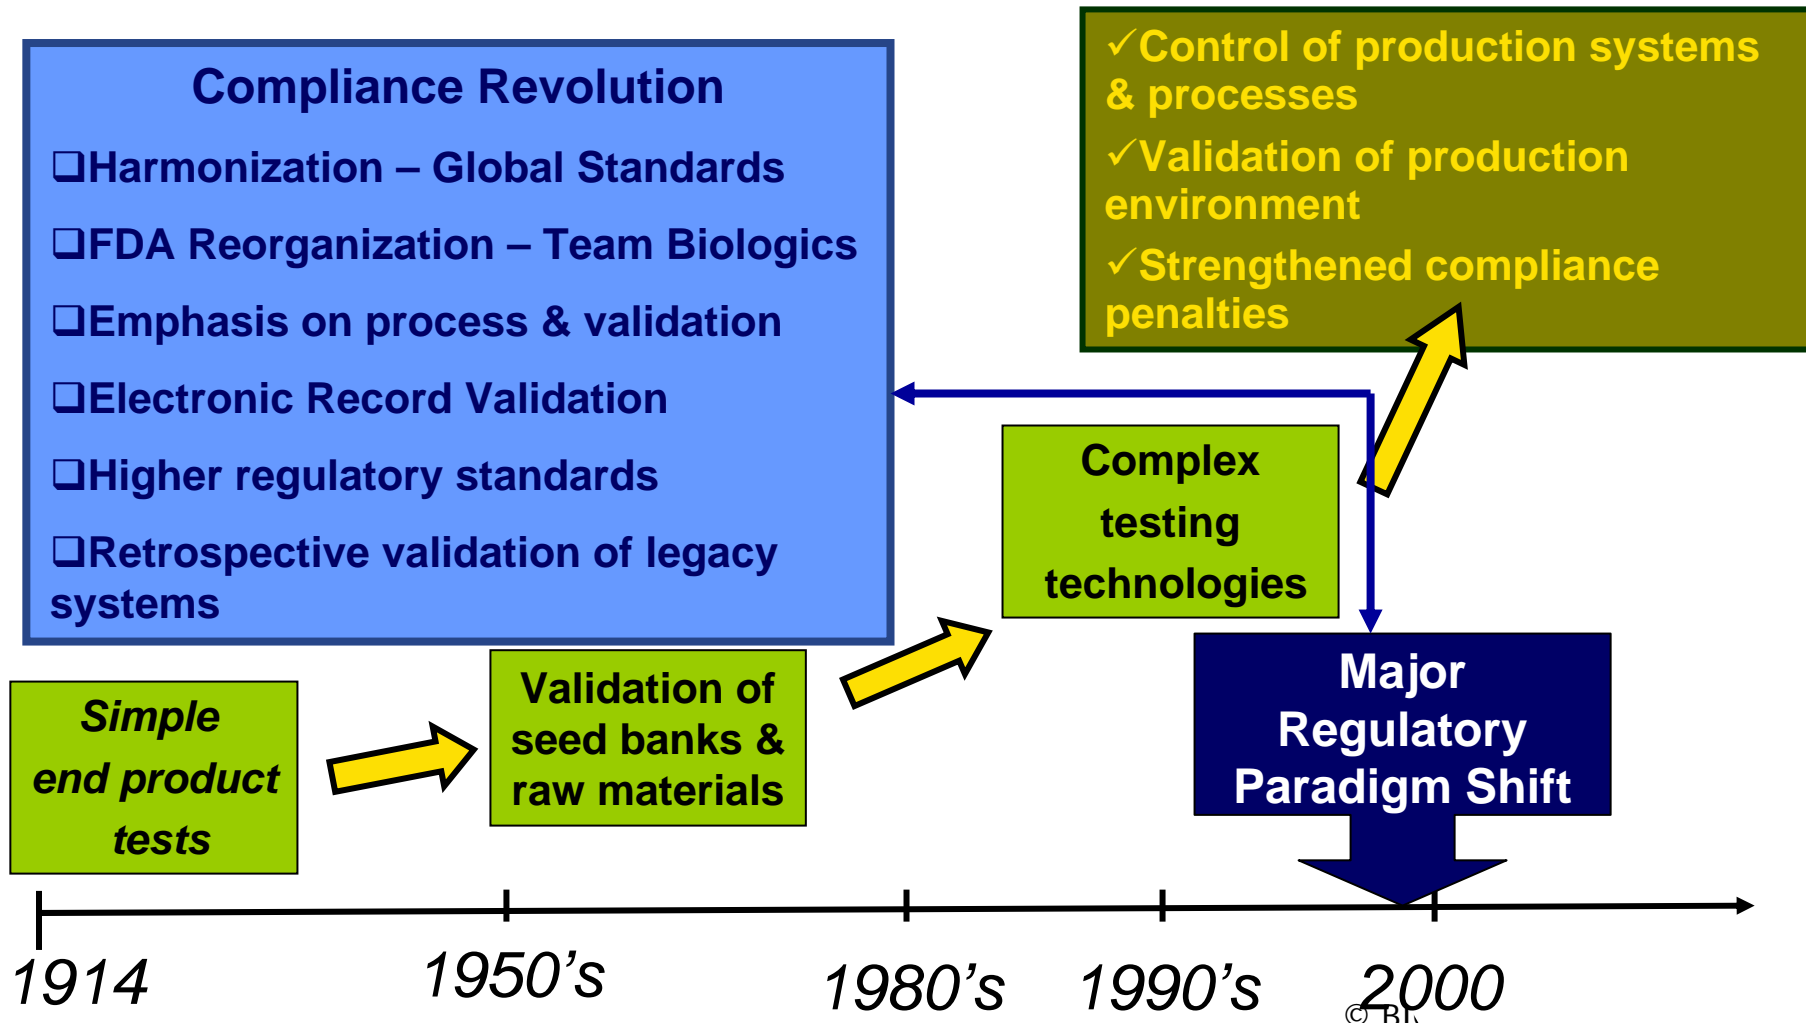 Compliance Revolution
❑Harmonization – Global Standards
❑FDA Reorganization – Team Biologics
❑Emphasis on process & validation
❑Electronic Record Validation
❑Higher regulatory standards
❑Retrospective validation of legacy
systems
✓Control of production systems
& processes
✓Validation of production
environment
✓Strengthened compliance
penalties
Complex
testing
technologies
Validation of
seed banks &
raw materials
Simple
end product
tests
Major
Regulatory
Paradigm Shift
1914
1950’s
1980’s
1990’s
2000
©